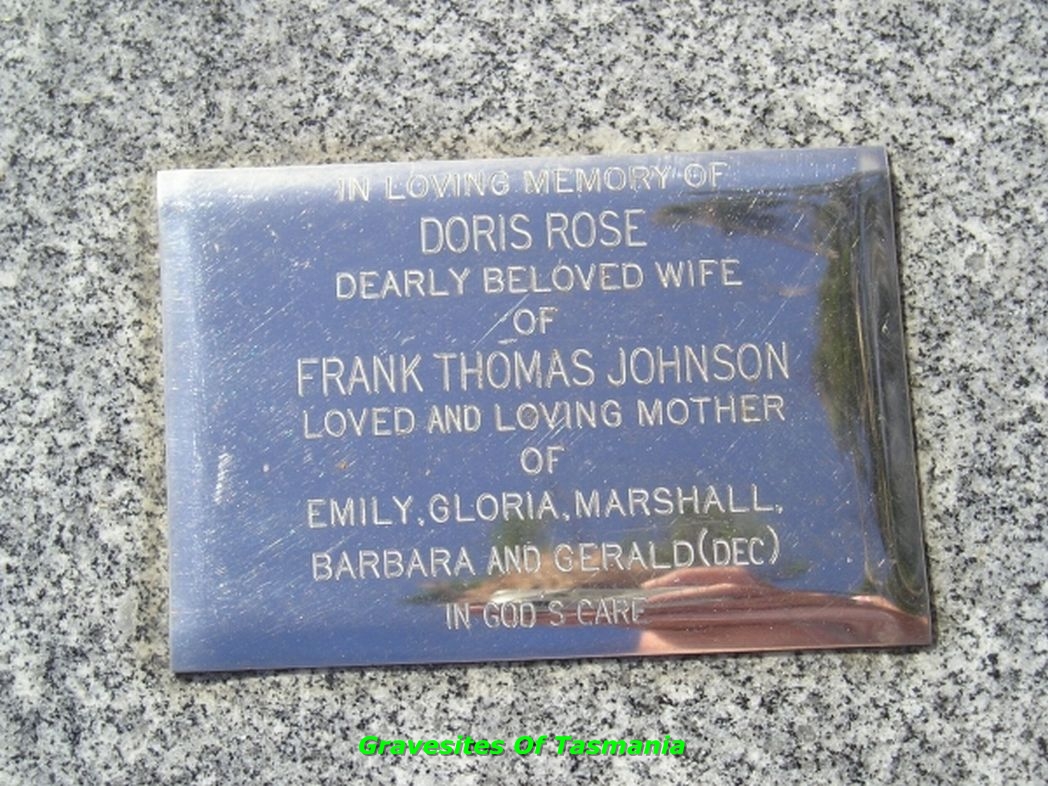 IN LOVING MEMORY OF
DORIS ROSE
DEARLY BELOVED WIFE
OF
FRANK THOMAS JOHNSON
LOVED AND LOVING MOTHER
OF
EMILY, GLORIA, MARSHALL,
BARBARA AND GERALD (DEC)
IN GOD S CARE
Gravesites Of Tasmania